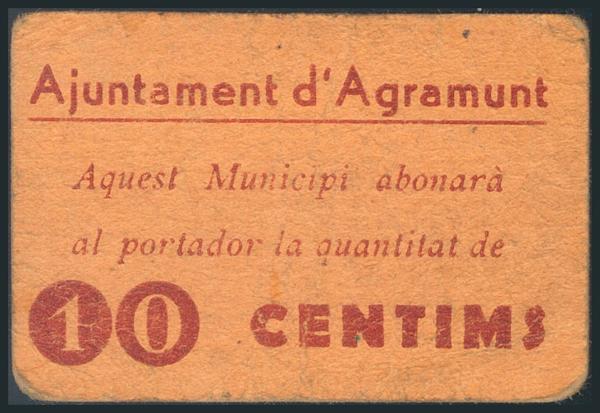 Ajuntament d'Agramunt
Aquest Municipi abonarà
al portador la quantitat de
10 CENTIMS